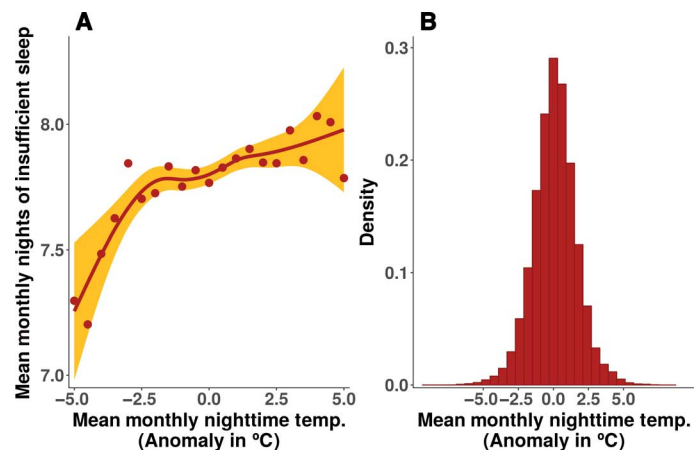 A
Mean monthly nights of insufficient sleep
8.0
7.5
7.0
−5.0 −2.5 0.0 2.5 5.0
Mean monthly nighttime temp.
(Anomaly in ºC)
B
Density
0.3
0.2
0.1
0.0
−5.0 −2.5 0.0 2.5 5.0
Mean monthly nighttime temp.
(Anomaly in ºC)